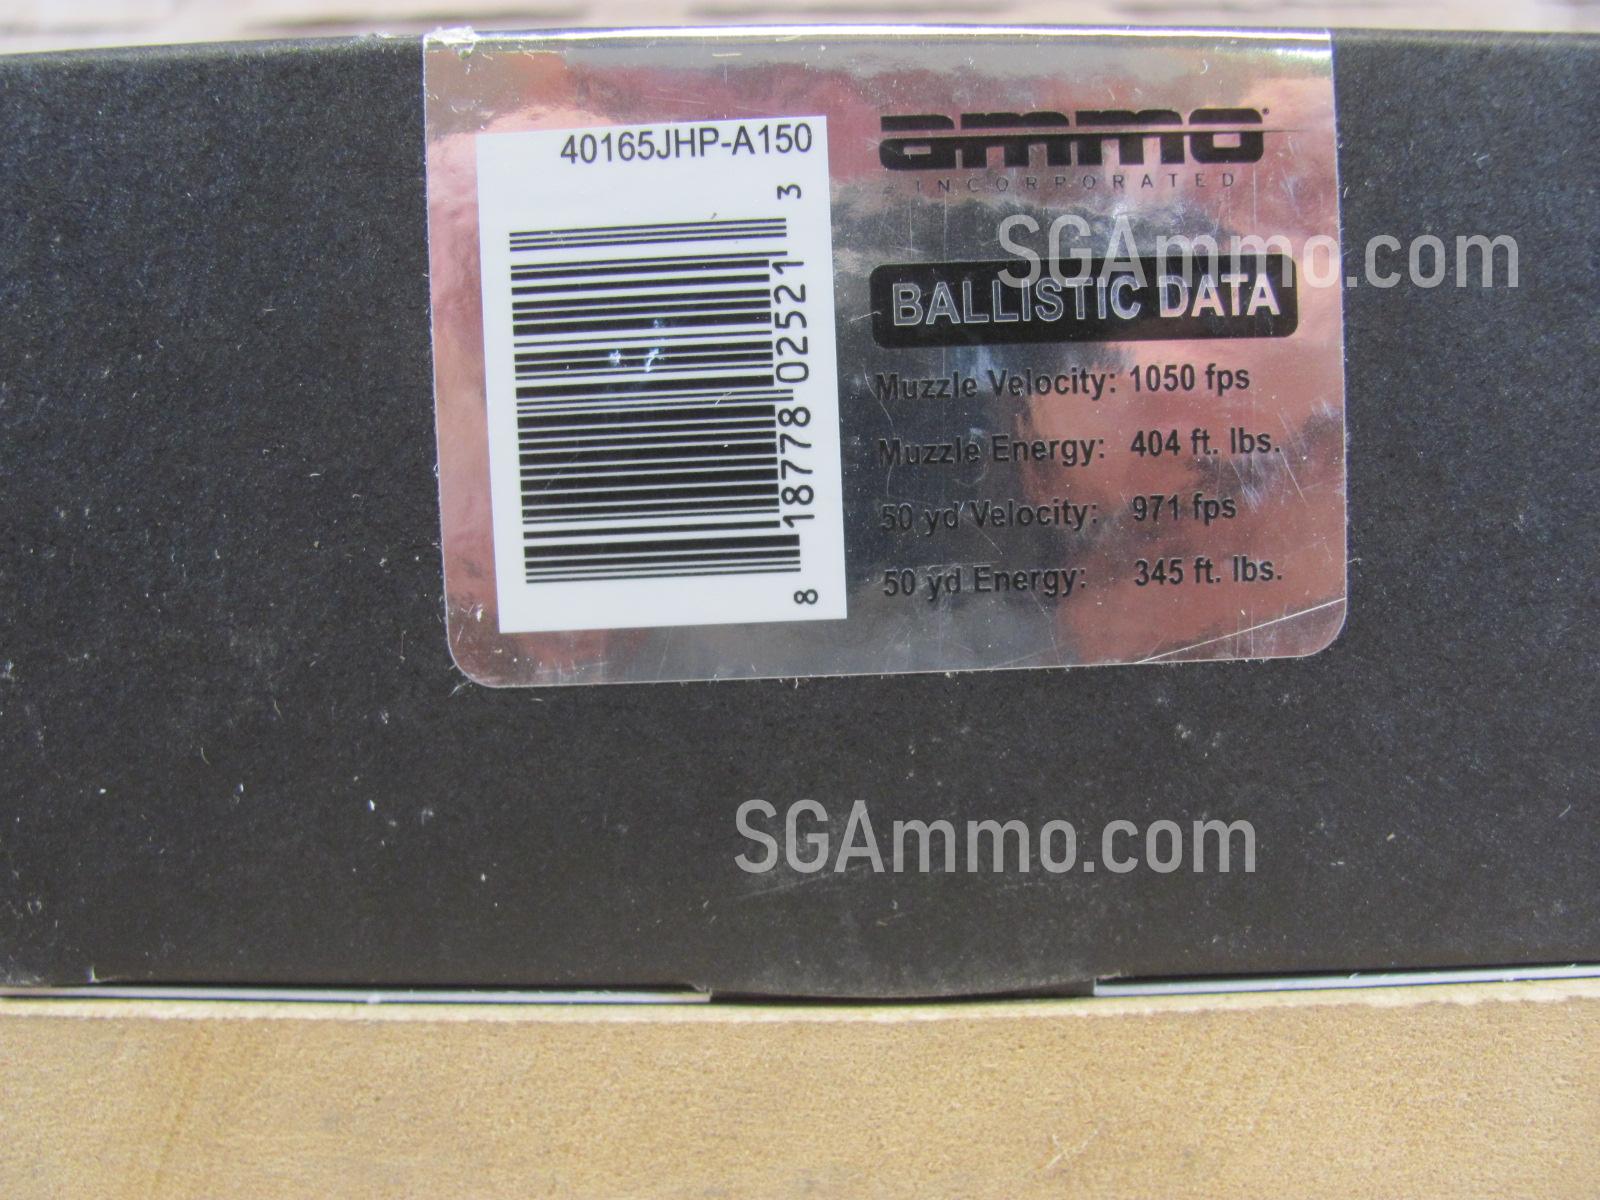 40165JHP-A150
8 18778 02521 3
ammo
INCORPORATED
BALLISTIC DATA
Muzzle Velocity: 1050 fps
Muzzle Energy: 404 ft. lbs.
50 yd Velocity: 971 fps
50 yd Energy: 345 ft. lbs.
SGAmmo.com
SGAmmo.com